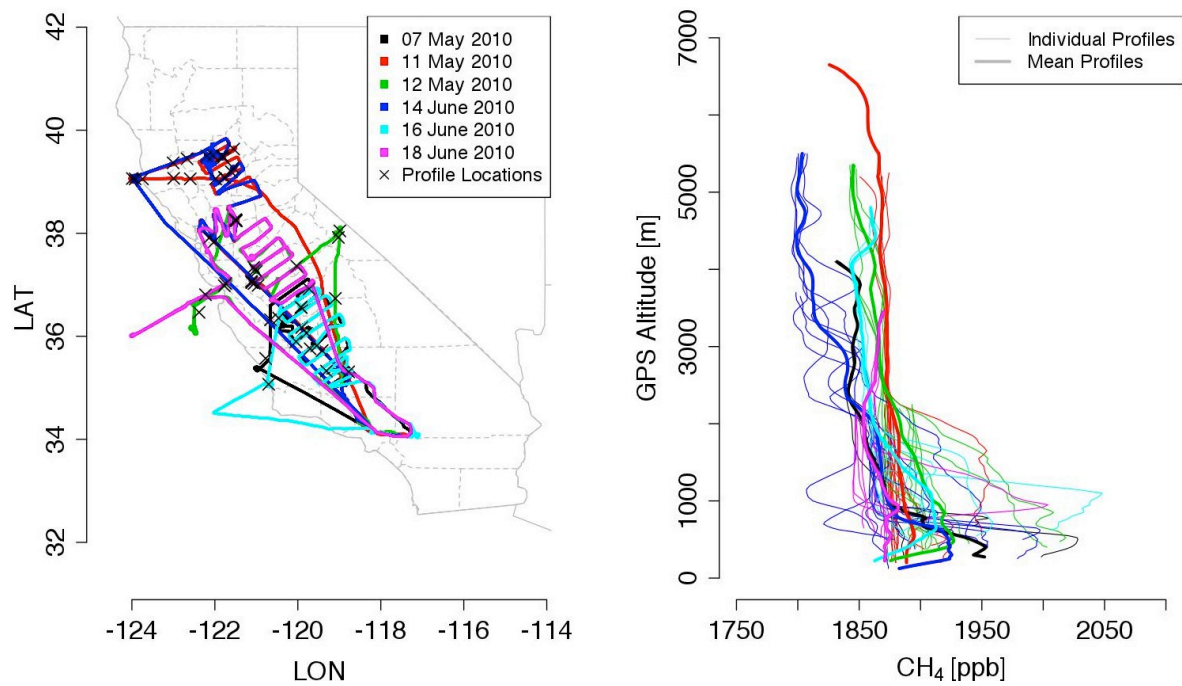 42
40
38
36
34
32
LAT
07 May 2010
11 May 2010
12 May 2010
14 June 2010
16 June 2010
18 June 2010
Profile Locations
-124
-122
-120
-118
-116
-114
LON
7000
5000
3000
1000
0
GPS Altitude [m]
Individual Profiles
Mean Profiles
1750
1850
1950
2050
CH₄ [ppb]